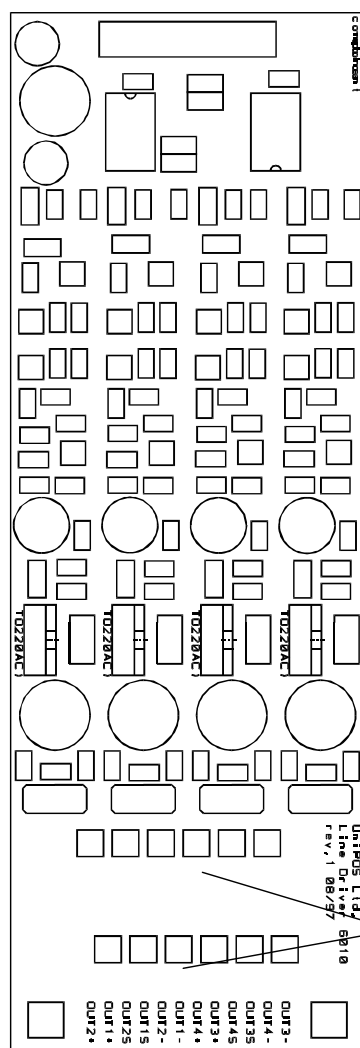 TO220AC)
TO220AC)
TO220AC)
TO220AC)
UniPOS Ltd.
Line Driver 6010
rev.1 08/97
OUT2+
OUT1+
OUT2S
OUT1S
OUT2-
OUT1-
OUT4+
OUT3+
OUT4S
OUT3S
OUT4-
OUT3-